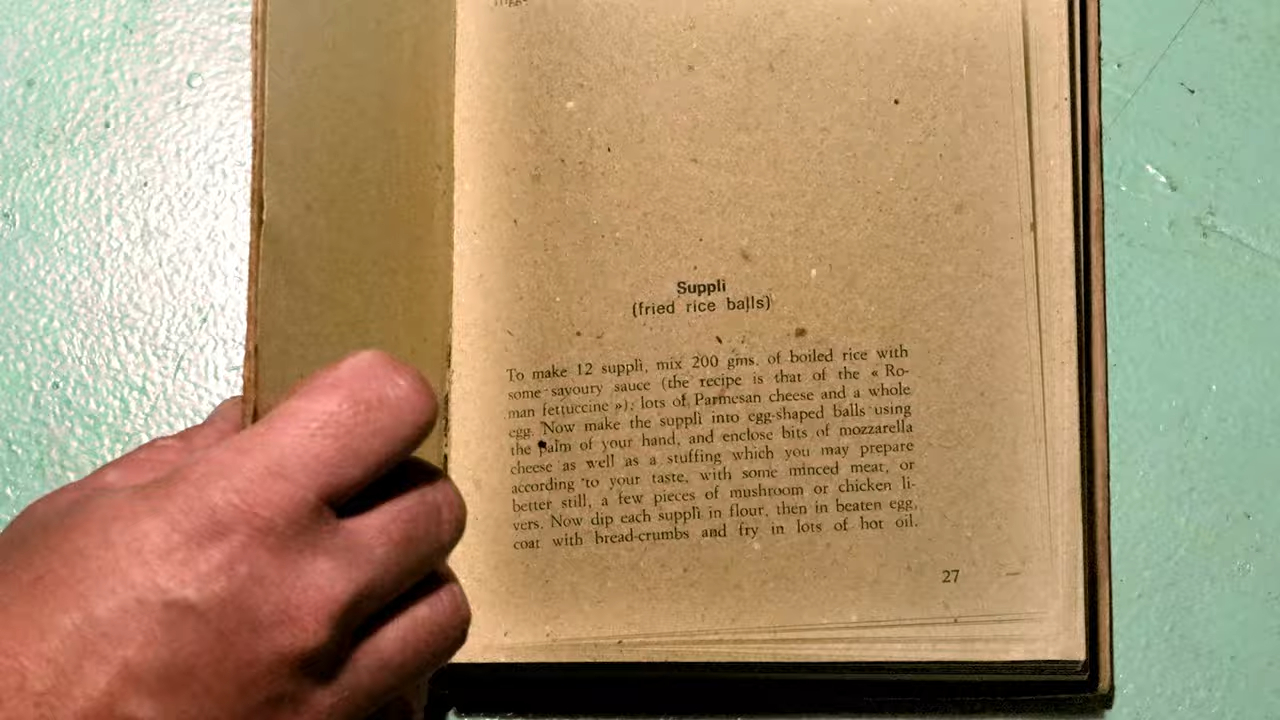 Supplì
(fried rice balls)
To make 12 supplì, mix 200 gms. of boiled rice with
some savoury sauce (the recipe is that of the « Ro-
man fettuccine »); lots of Parmesan cheese and a whole
egg. Now make the supplì into egg-shaped balls using
the palm of your hand, and enclose bits of mozzarella
cheese as well as a stuffing which you may prepare
according to your taste, with some minced meat, or
better still, a few pieces of mushroom or chicken li-
vers. Now dip each supplì in flour, then in beaten egg,
coat with bread-crumbs and fry in lots of hot oil.
27